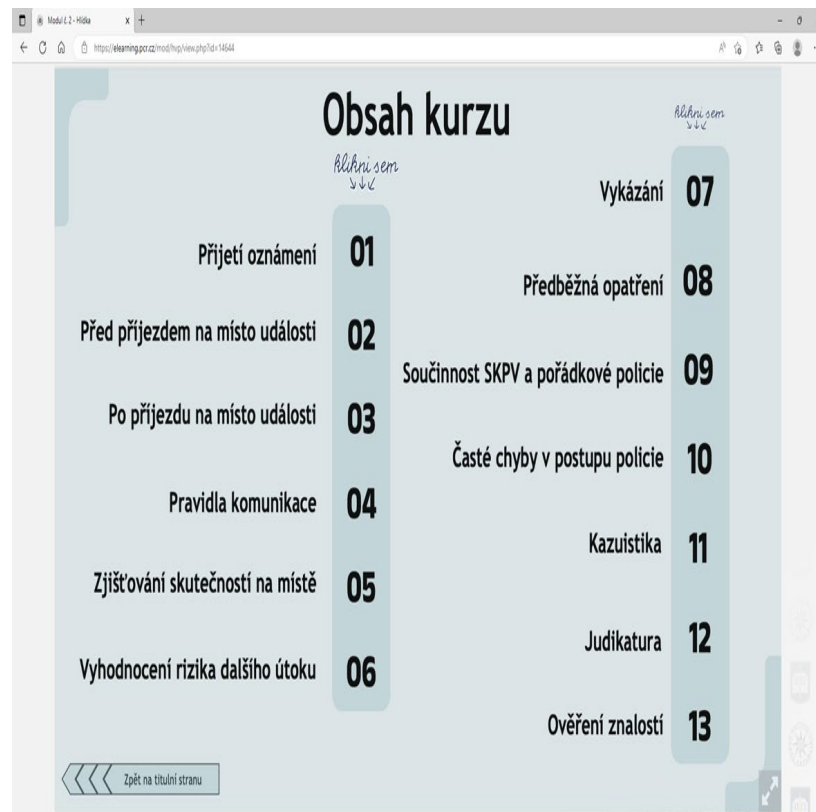 Modul č. 2 - Hlídka
https://elearning.pcr.cz/mod/hvp/view.php?id=14644
Obsah kurzu
klikni sem
Přijetí oznámení 01
Před příjezdem na místo události 02
Po příjezdu na místo události 03
Pravidla komunikace 04
Zjišťování skutečností na místě 05
Vyhodnocení rizika dalšího útoku 06
klikni sem
Vykázání 07
Předběžná opatření 08
Součinnost SKPV a pořádkové policie 09
Časté chyby v postupu policie 10
Kazuistika 11
Judikatura 12
Ověření znalostí 13
Zpět na titulní stranu